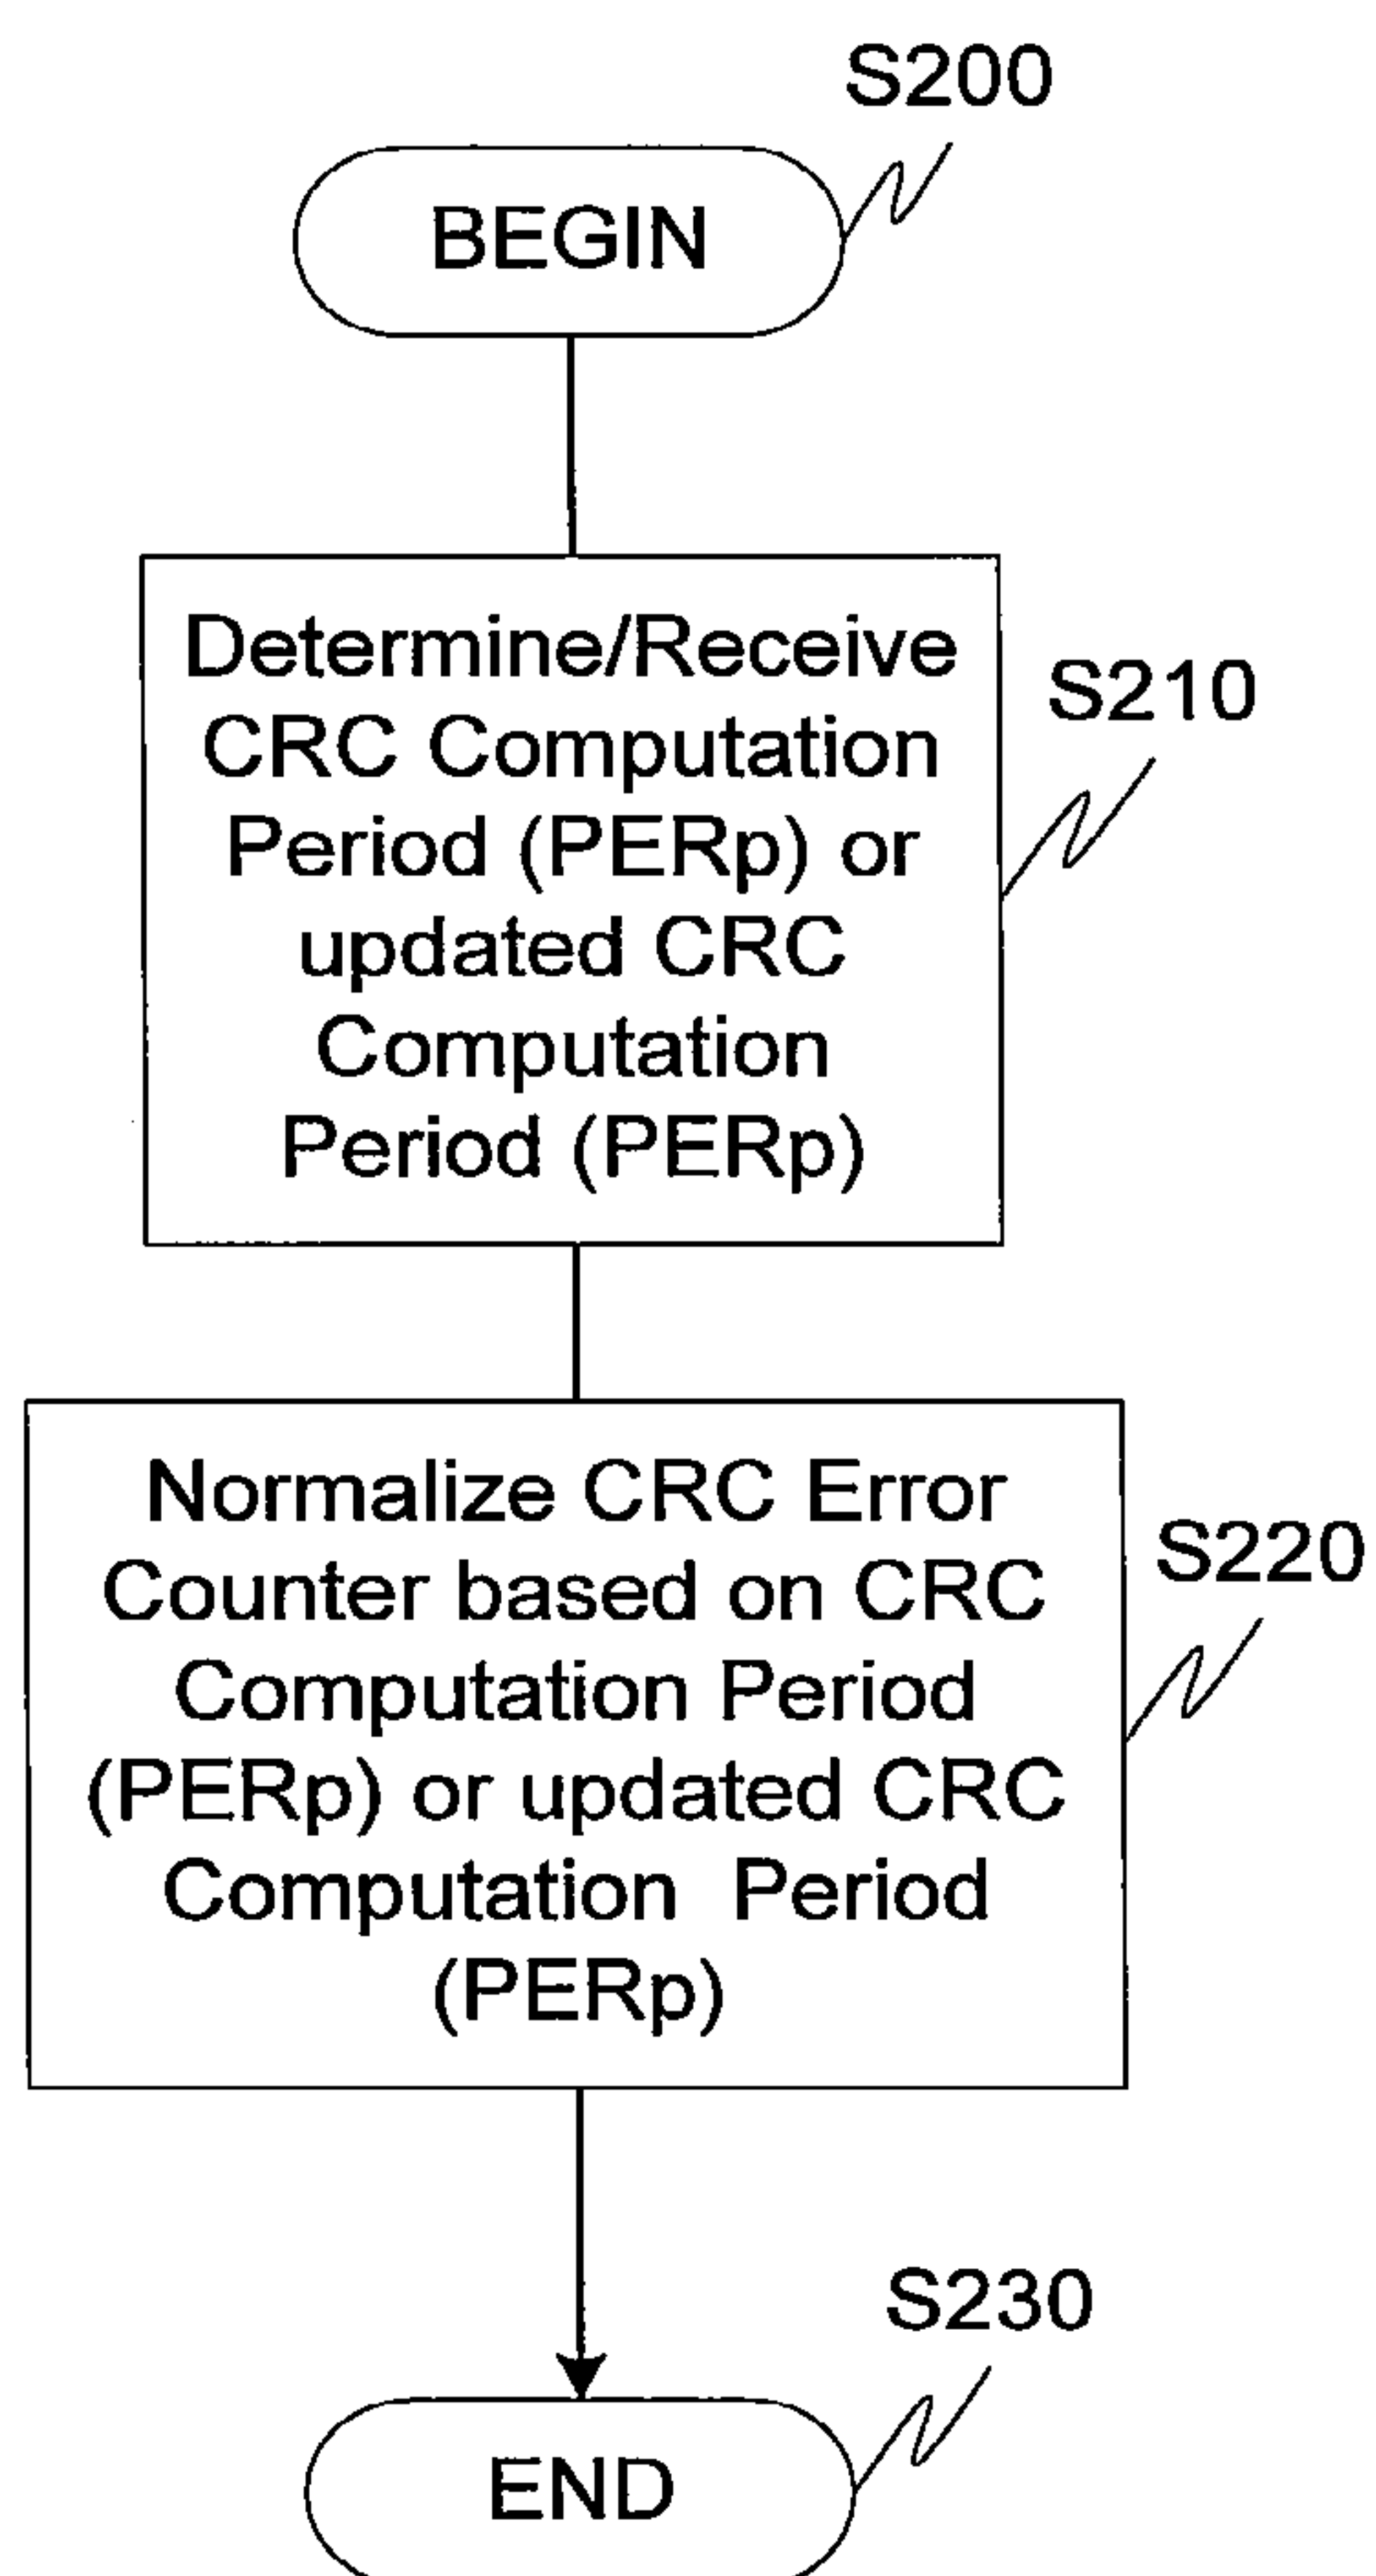 S200
BEGIN
Determine/Receive
CRC Computation
Period (PERp) or
updated CRC
Computation
Period (PERp)
S210
Normalize CRC Error
Counter based on CRC
Computation Period
(PERp) or updated CRC
Computation Period
(PERp)
S220
S230
END